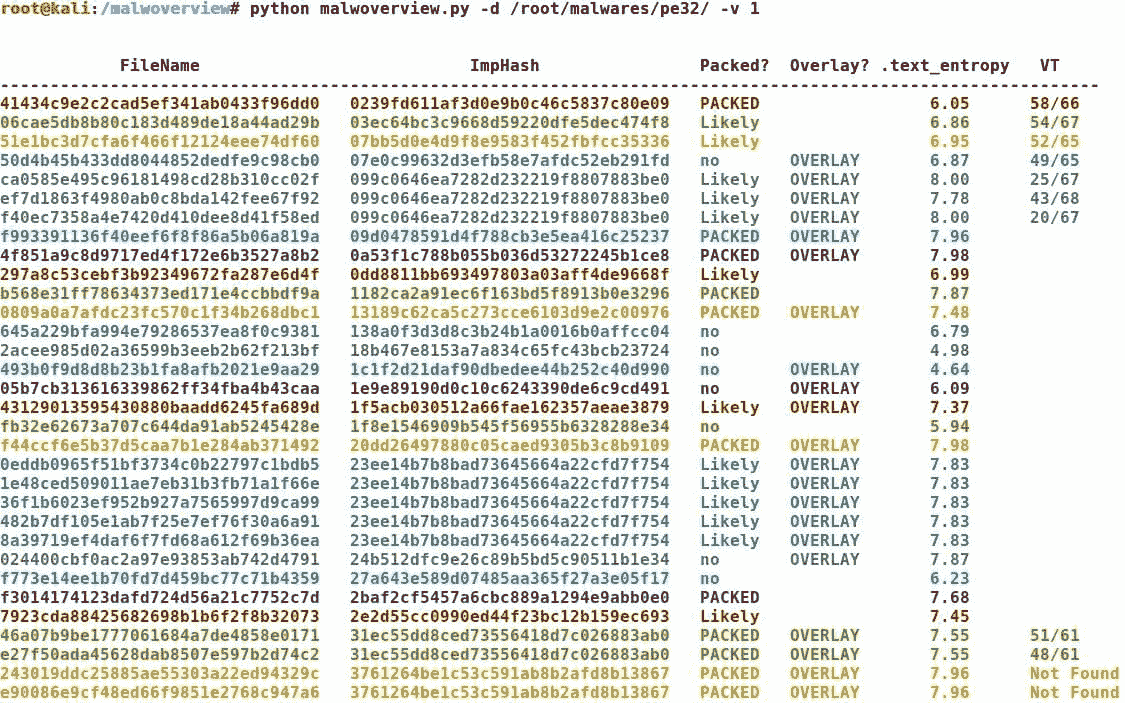 root@kali:/malwoverview# python malwoverview.py -d /root/malwares/pe32/ -v 1
FileName ImpHash Packed? Overlay? .text_entropy VT
--------------------------------------------------------------------------------------------------------------
41434c9e2c2cad5ef341ab0433f96dd0 0239fd611af3d0e9b0c46c5837c80e09 PACKED 6.05 58/66
06cae5db8b80c183d489de18a44ad29b 03ec64bc3c9668d59220dfe5dec474f8 Likely 6.86 54/67
51e1bc3d7cfa6f466f12124eee74df60 07bb5d0e4d9f8e9583f452fbfcc35336 Likely 6.95 52/65
50d4b45b433dd8044852dedfe9c98cb0 07e0c99632d3efb58e7afdc52eb291fd no OVERLAY 6.87 49/65
ca0585e495c96181498cd28b310cc02f 099c0646ea7282d232219f8807883be0 Likely OVERLAY 8.00 25/67
ef7d1863f4980ab0c8bda142fee67f92 099c0646ea7282d232219f8807883be0 Likely OVERLAY 7.78 43/68
f40ec7358a4e7420d410dee8d41f58ed 099c0646ea7282d232219f8807883be0 Likely OVERLAY 8.00 20/67
f993391136f40eef6f8f86a5b06a819a 09d0478591d4f788cb3e5ea416c25237 PACKED OVERLAY 7.96
4f851a9c8d9717ed4f172e6b3527a8b2 0a53f1c788b055b036d53272245b1ce8 PACKED OVERLAY 7.98
297a8c53cebf3b92349672fa287e6d4f 0dd8811bb693497803a03aff4de9668f Likely 6.99
b568e31ff78634373ed171e4ccbbdf9a 1182ca2a91ec6f163bd5f8913b0e3296 PACKED 7.87
0809a0a7afdc23fc570c1f34b268dbc1 13189c62ca5c273cce6103d9e2c00976 PACKED OVERLAY 7.48
645a229bfa994e79286537ea8f0c9381 138a0f3d3d8c3b24b1a0016b0affcc04 no 6.79
2acee985d02a36599b3eeb2b62f213bf 18b467e8153a7a834c65fc43bcb23724 no 4.98
493b0f9d8d8b23b1fa8afb2021e9aa29 1c1f2d21daf90dbedee44b252c40d990 no OVERLAY 4.64
05b7cb313616339862ff34fba4b43caa 1e9e89190d0c10c6243390de6c9cd491 no OVERLAY 6.09
43129013595430880baadd6245fa689d 1f5acb030512a66fae162357aeae3879 Likely OVERLAY 7.37
fb32e62673a707c644da91ab5245428e 1f8e1546909b545f56955b6328288e34 no 5.94
f44ccf6e5b37d5caa7b1e284ab371492 20dd26497880c05caed9305b3c8b9109 PACKED OVERLAY 7.98
0eddb0965f51bf3734c0b22797c1bdb5 23ee14b7b8bad73645664a22cfd7f754 Likely OVERLAY 7.83
1e48ced509011ae7eb31b3fb71a1f66e 23ee14b7b8bad73645664a22cfd7f754 Likely OVERLAY 7.83
36f1b6023ef952b927a7565997d9ca99 23ee14b7b8bad73645664a22cfd7f754 Likely OVERLAY 7.83
482b7df105e1ab7f25e7ef76f30a6a91 23ee14b7b8bad73645664a22cfd7f754 Likely OVERLAY 7.83
8a39719ef4daf6f7fd68a612f69b36ea 23ee14b7b8bad73645664a22cfd7f754 Likely OVERLAY 7.83
024400cbf0ac2a97e93853ab742d4791 24b512dfc9e26c89b5bd5c90511b1e34 no OVERLAY 7.87
f773e14ee1b70fd7d459bc77c71b4359 27a643e589d07485aa365f27a3e05f17 no 6.23
f3014174123dafd724d56a21c7752c7d 2baf2cf5457a6cbc889a1294e9abb0e0 PACKED 7.68
7923cda88425682698b1b6f2f8b32073 2e2d55cc0990ed44f23bc12b159ec693 Likely 7.45
46a07b9be1777061684a7de4858e0171 31ec55dd8ced73556418d7c026883ab0 PACKED OVERLAY 7.55 51/61
e27f50ada45628dab8507e597b2d74c2 31ec55dd8ced73556418d7c026883ab0 PACKED OVERLAY 7.55 48/61
243019ddc25885ae55303a22ed94329c 3761264be1c53c591ab8b2afd8b13867 PACKED OVERLAY 7.96 Not Found
e90086e9cf48ed66f9851e2768c947a6 3761264be1c53c591ab8b2afd8b13867 PACKED OVERLAY 7.96 Not Found